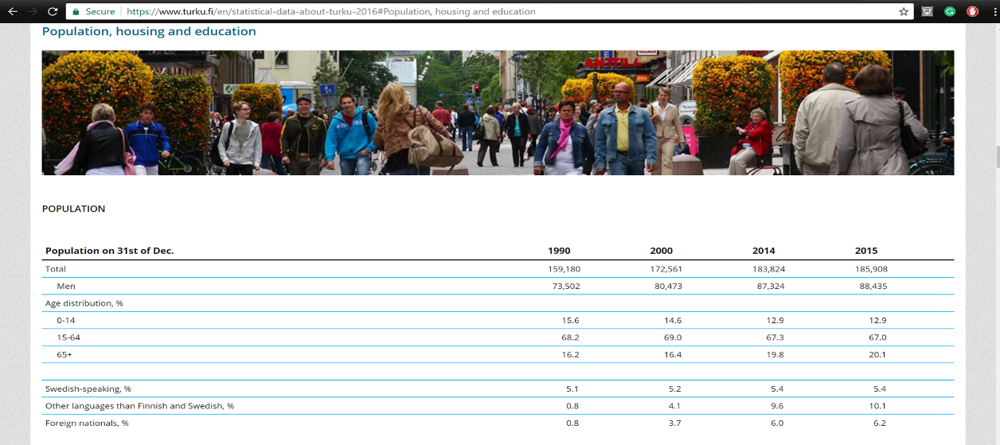 Secure https://www.turku.fi/en/statistical-data-about-turku-2016#Population, housing and education
Population, housing and education
ANTTILA
POPULATION
Population on 31st of Dec. 1990 2000 2014 2015
Total 159,180 172,561 183,824 185,908
Men 73,502 80,473 87,324 88,435
Age distribution, %
0-14 15.6 14.6 12.9 12.9
15-64 68.2 69.0 67.3 67.0
65+ 16.2 16.4 19.8 20.1
Swedish-speaking, % 5.1 5.2 5.4 5.4
Other languages than Finnish and Swedish, % 0.8 4.1 9.6 10.1
Foreign nationals, % 0.8 3.7 6.0 6.2